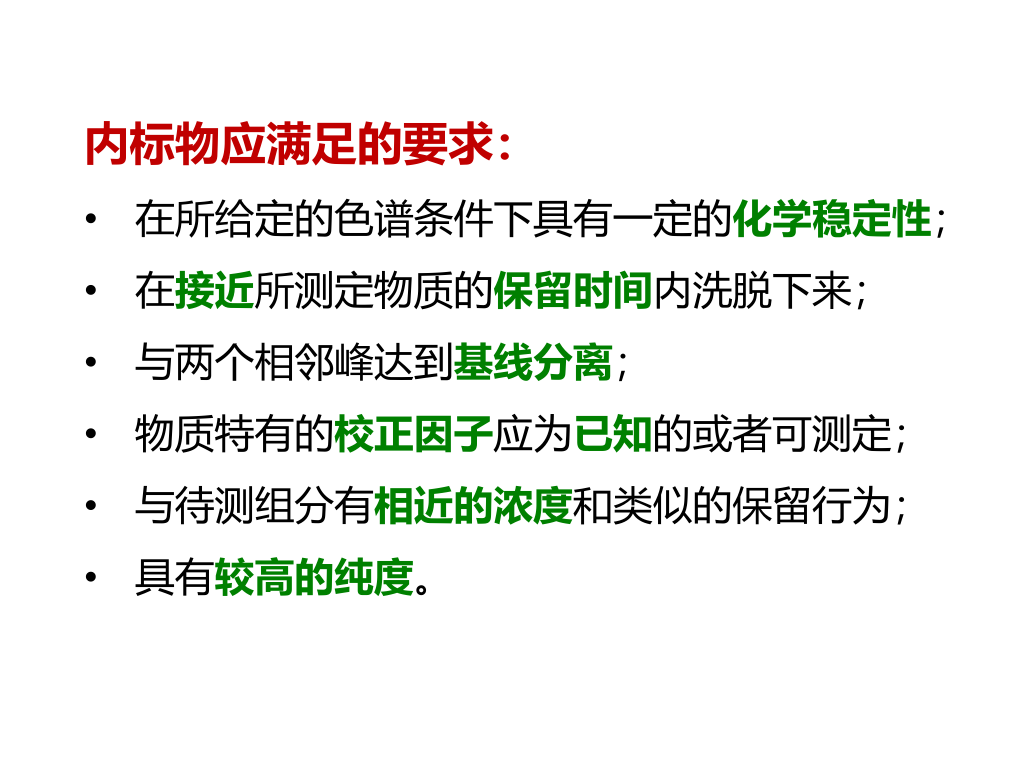 内标物应满足的要求：
• 在所给定的色谱条件下具有一定的化学稳定性；
• 在接近所测定物质的保留时间内洗脱下来；
• 与两个相邻峰达到基线分离；
• 物质特有的校正因子应为已知的或者可测定；
• 与待测组分有相近的浓度和类似的保留行为；
• 具有较高的纯度。